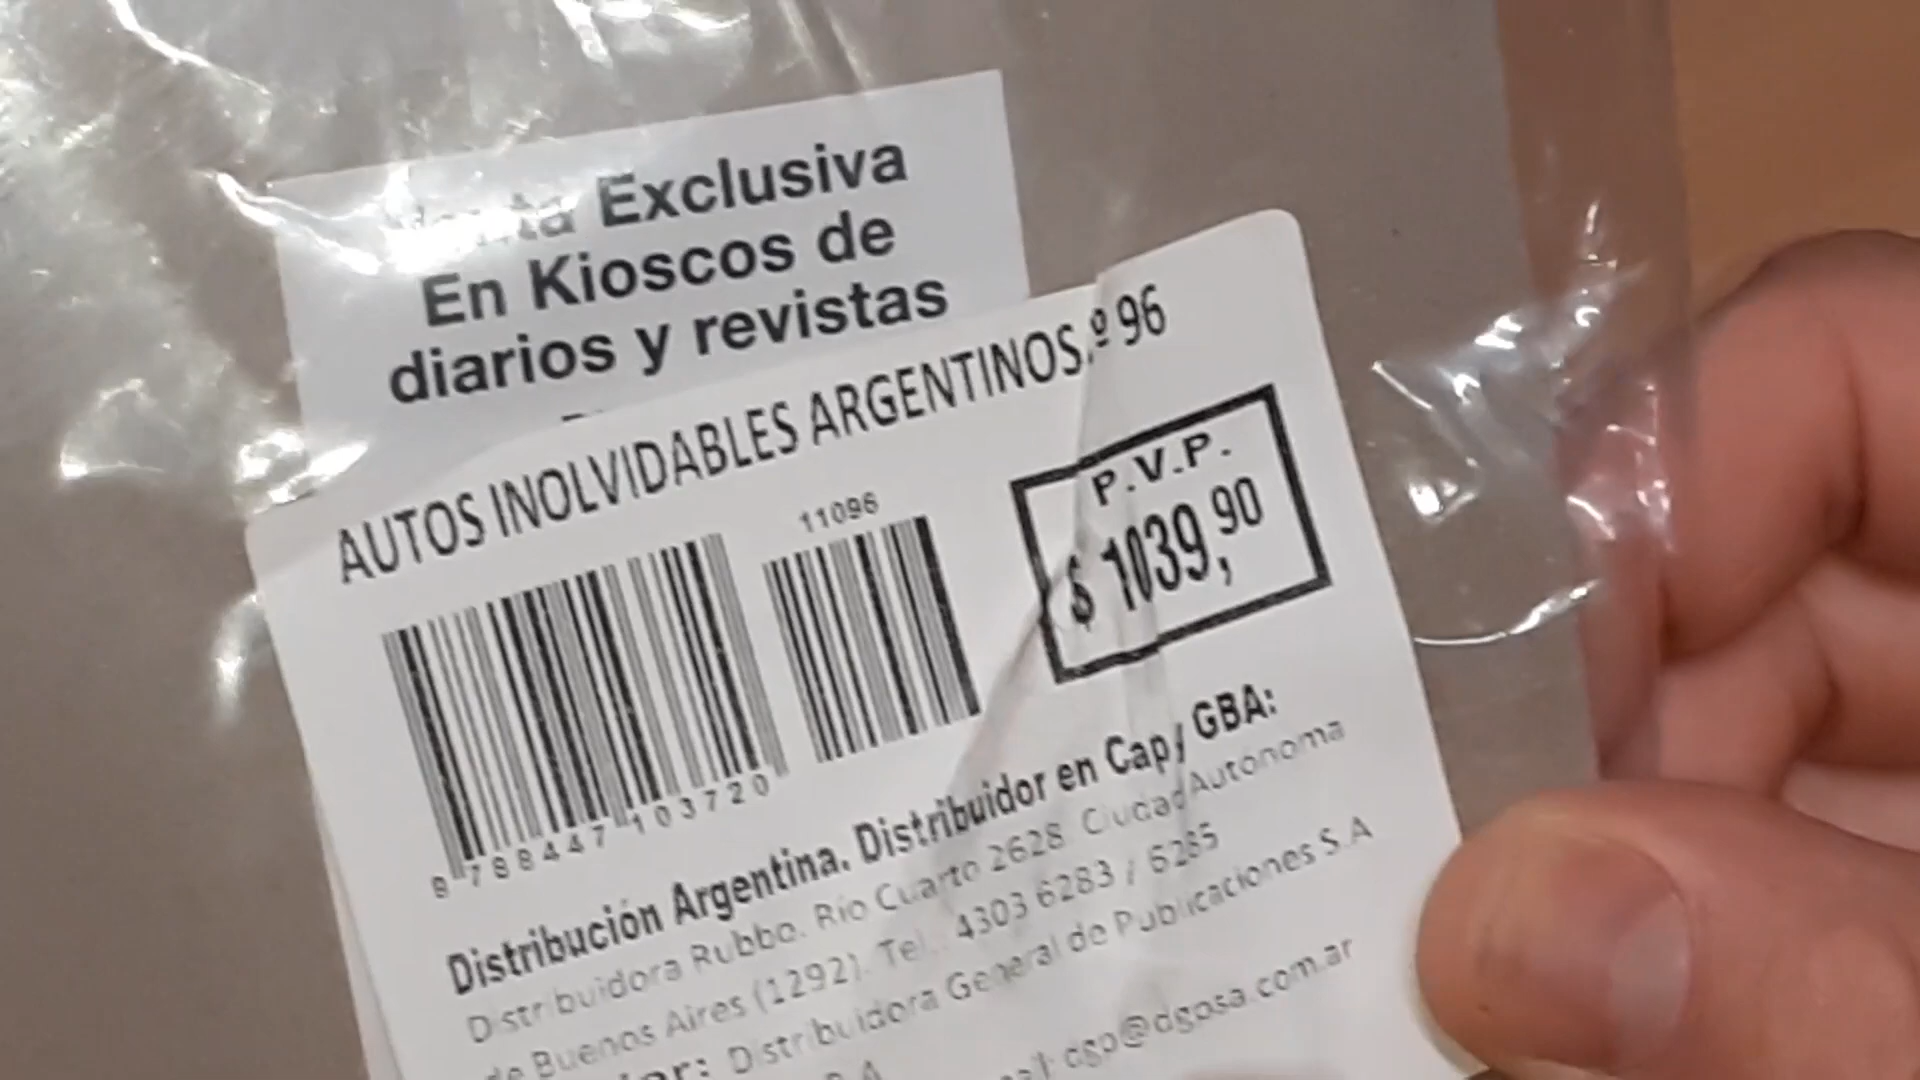 Exclusiva
En Kioscos de
diarios y revistas
AUTOS INOLVIDABLES ARGENTINOS.º 96
11096
P.V.P.
$ 1039,90
9 788447 103720
Distribución Argentina. Distribuidor en Cap/ GBA:
Distribuidora Rubbo. Río Cuarto 2628 Ciudad Autónoma
de Buenos Aires (1292). Tel.: 4303 6283 / 6285
Distribuidora General de Publicaciones S.A
dgp@dgpsa.com.ar